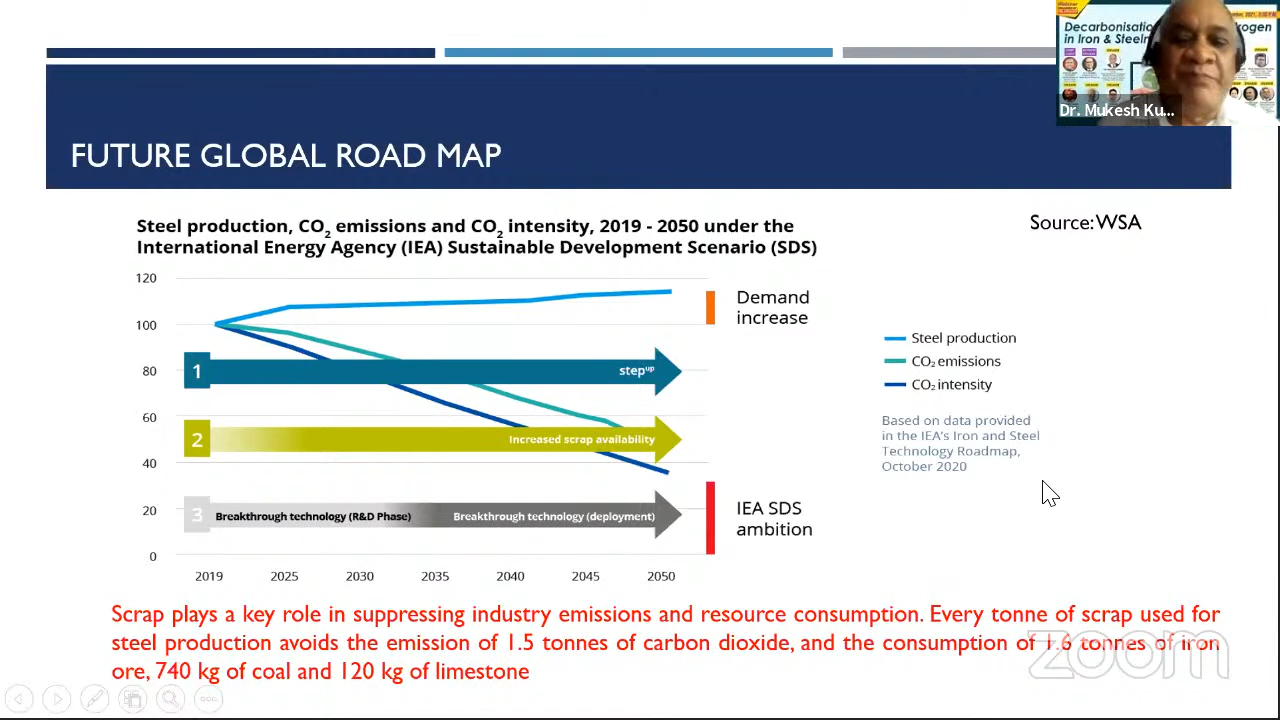 Decarbonisation
rogen
in Iron & Steel
Dr. Mukesh Ku...
FUTURE GLOBAL ROAD MAP
Steel production, CO2 emissions and CO2 intensity, 2019 - 2050 under the
International Energy Agency (IEA) Sustainable Development Scenario (SDS)
Source: WSA
120
100
80
60
40
20
0
Demand
increase
1
stepup
2
Increased scrap availability
3
Breakthrough technology (R&D Phase)
Breakthrough technology (deployment)
IEA SDS
ambition
2019 2025 2030 2035 2040 2045 2050
Steel production
CO2 emissions
CO2 intensity
Based on data provided
in the IEA's Iron and Steel
Technology Roadmap,
October 2020
Scrap plays a key role in suppressing industry emissions and resource consumption. Every tonne of scrap used for
steel production avoids the emission of 1.5 tonnes of carbon dioxide, and the consumption of 1.6 tonnes of iron
ore, 740 kg of coal and 120 kg of limestone
zoom